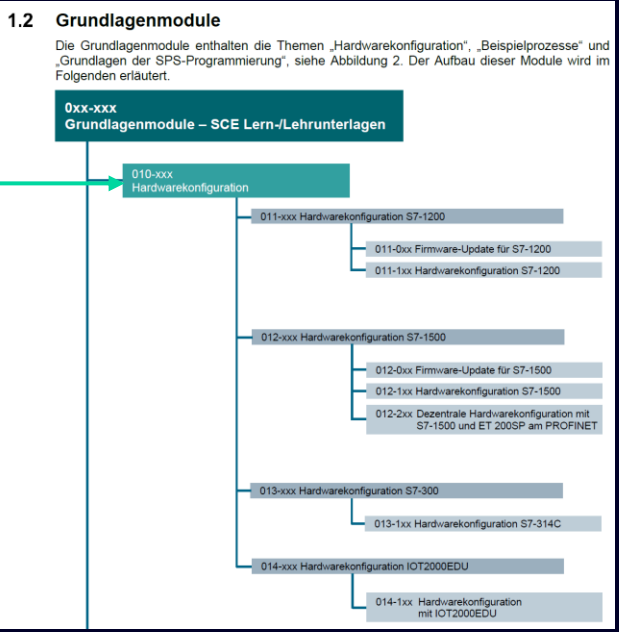 1.2 Grundlagenmodule
Die Grundlagenmodule enthalten die Themen „Hardwarekonfiguration“, „Beispielprozesse“ und
„Grundlagen der SPS-Programmierung“, siehe Abbildung 2. Der Aufbau dieser Module wird im
Folgenden erläutert.
0xx-xxx
Grundlagenmodule – SCE Lern-/Lehrunterlagen
010-xxx
Hardwarekonfiguration
011-xxx Hardwarekonfiguration S7-1200
011-0xx Firmware-Update für S7-1200
011-1xx Hardwarekonfiguration S7-1200
012-xxx Hardwarekonfiguration S7-1500
012-0xx Firmware-Update für S7-1500
012-1xx Hardwarekonfiguration S7-1500
012-2xx Dezentrale Hardwarekonfiguration mit
S7-1500 und ET 200SP am PROFINET
013-xxx Hardwarekonfiguration S7-300
013-1xx Hardwarekonfiguration S7-314C
014-xxx Hardwarekonfiguration IOT2000EDU
014-1xx Hardwarekonfiguration
mit IOT2000EDU